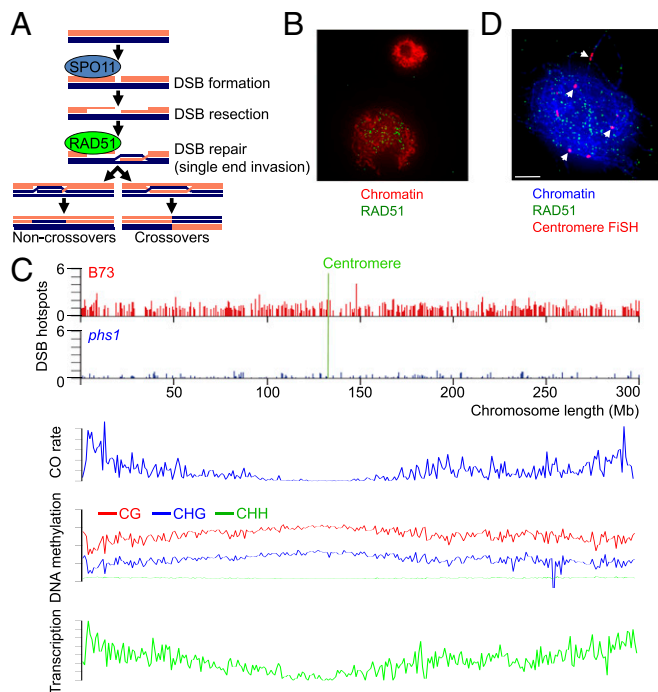 A
SPO11
DSB formation
DSB resection
RAD51
DSB repair
(single end invasion)
Non-crossovers
Crossovers
B
Chromatin
RAD51
D
Chromatin
RAD51
Centromere FiSH
C
Centromere
6
B73
0
6
phs1
0
DSB hotspots
50
100
150
200
250
300
Chromosome length (Mb)
CO rate
CG
CHG
CHH
DNA methylation
Transcription